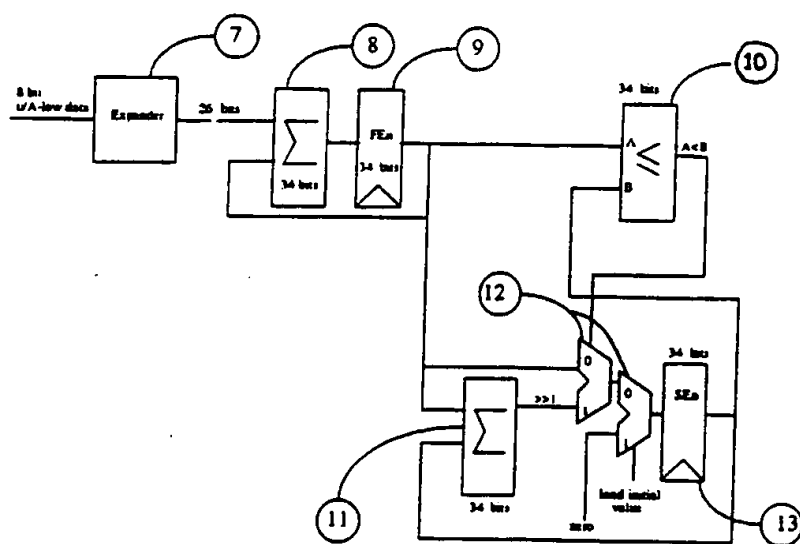 7
8
9
10
8 bit
u/A-low data
Expander
26 bits
Σ
34 bits
FEn
34 bits
34 bits
A
B
≤
A<B
12
0
1
0
1
>>1
34 bits
SEn
Σ
34 bits
11
zero
load initial
value
13